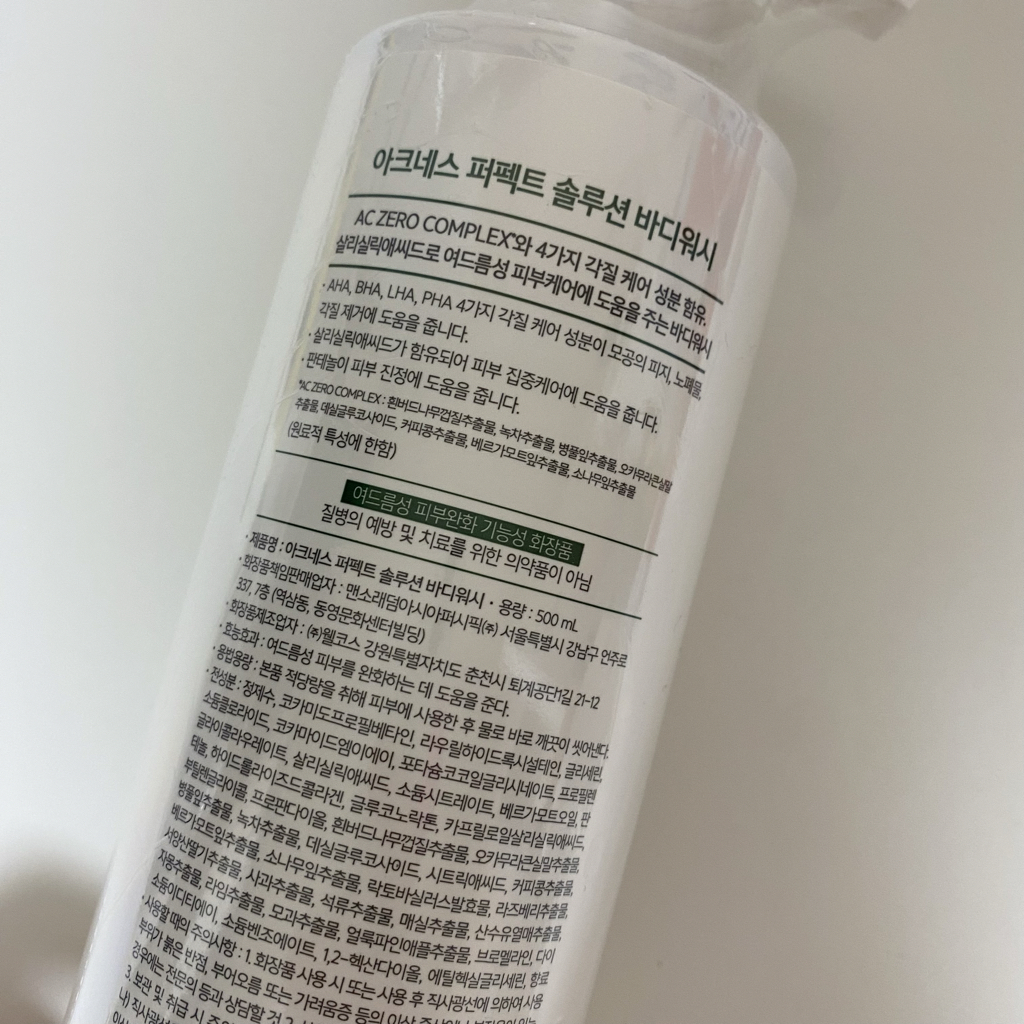 아크네스 퍼펙트 솔루션 바디워시
AC ZERO COMPLEX*와 4가지 각질 케어 성분 함유.
살리실릭애씨드로 여드름성 피부케어에 도움을 주는 바디워시
• AHA, BHA, LHA, PHA 4가지 각질 케어 성분이 모공의 피지, 노폐물,
각질 제거에 도움을 줍니다.
• 살리실릭애씨드가 함유되어 피부 집중케어에 도움을 줍니다.
• 판테놀이 피부 진정에 도움을 줍니다.
*AC ZERO COMPLEX : 흰버드나무껍질추출물, 녹차추출물, 병풀잎추출물, 오카무라큰실말
추출물, 데실글루코사이드, 커피콩추출물, 베르가모트잎추출물, 소나무잎추출물
(원료적 특성에 한함)
여드름성 피부완화 기능성 화장품
질병의 예방 및 치료를 위한 의약품이 아님
• 제품명 : 아크네스 퍼펙트 솔루션 바디워시 • 용량 : 500 mL
• 화장품책임판매업자 : 맨소래덤아시아퍼시픽(주) 서울특별시 강남구 언주로
337, 7층 (역삼동, 동영문화센터빌딩)
• 화장품제조업자 : (주)웰코스 강원특별자치도 춘천시 퇴계공단1길 21-12
• 효능효과 : 여드름성 피부를 완화하는 데 도움을 준다.
• 용법용량 : 본품 적당량을 취해 피부에 사용한 후 물로 바로 깨끗이 씻어낸다.
• 전성분 : 정제수, 코카미도프로필베타인, 라우릴하이드록시설테인, 글리세린,
소듐클로라이드, 코카마이드엠이에이, 포타슘코코일글리시네이트, 프로필렌
글라이콜라우레이트, 살리실릭애씨드, 소듐시트레이트, 베르가모트오일, 판
테놀, 하이드롤라이즈드콜라겐, 글루코노락톤, 카프릴로일살리실릭애씨드,
부틸렌글라이콜, 프로판다이올, 흰버드나무껍질추출물, 오카무라큰실말추출물,
병풀잎추출물, 녹차추출물, 데실글루코사이드, 시트릭애씨드, 커피콩추출물,
베르가모트잎추출물, 소나무잎추출물, 락토바실러스발효물, 라즈베리추출물,
서양산딸기추출물, 사과추출물, 석류추출물, 매실추출물, 산수유열매추출물,
자몽추출물, 라임추출물, 모과추출물, 얼룩파인애플추출물, 브로멜라인, 다이
소듐이디티에이, 소듐벤조에이트, 1,2-헥산다이올, 에틸헥실글리세린, 향료
• 사용할 때의 주의사항 : 1. 화장품 사용 시 또는 사용 후 직사광선에 의하여 사용
부위가 붉은 반점, 부어오름 또는 가려움증 등의 이상
경우에는 전문의 등과 상담할 것 2.
3. 보관 및 취급 시
나) 직사광선